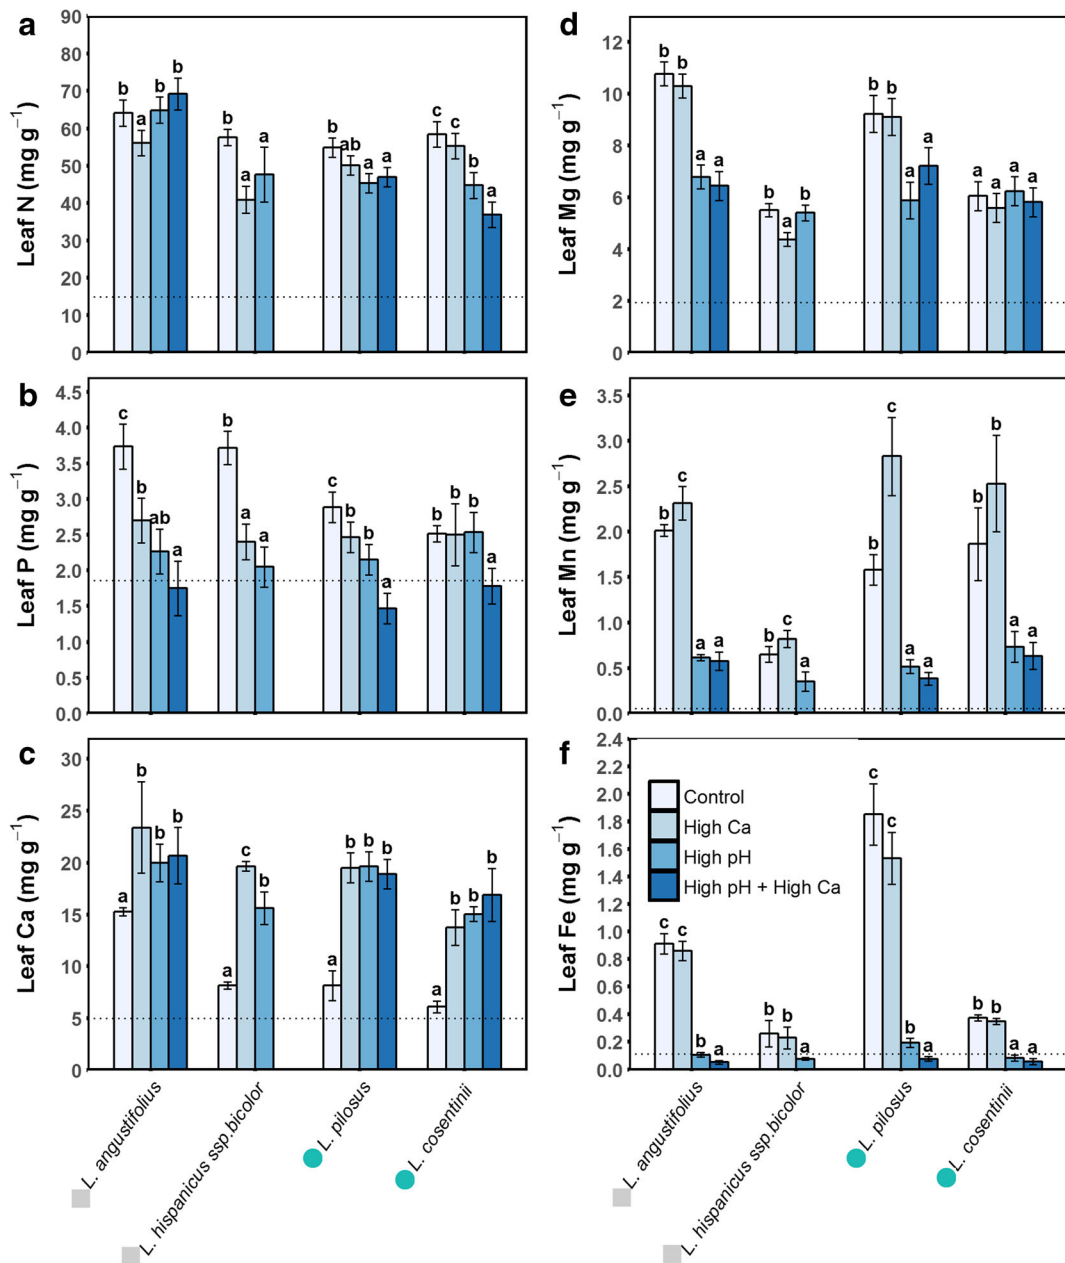 a
Leaf N (mg g⁻¹)
90
80
70
60
50
40
30
20
10
0
b a b b
b a a
b ab a a
c c b a
b
Leaf P (mg g⁻¹)
4.5
4.0
3.5
3.0
2.5
2.0
1.5
1.0
0.5
0.0
c b ab a
b a a
c b b a
b b b a
c
Leaf Ca (mg g⁻¹)
30
25
20
15
10
5
0
a b b b
a c b
a b b b
a b b b
L. angustifolius
L. hispanicus ssp.bicolor
L. pilosus
L. cosentinii
d
Leaf Mg (mg g⁻¹)
12
10
8
6
4
2
0
b b a a
b a b
b b a a
a a a a
e
Leaf Mn (mg g⁻¹)
3.5
3.0
2.5
2.0
1.5
1.0
0.5
0.0
b c a a
b c a
b c a a
b b a a
f
Leaf Fe (mg g⁻¹)
2.4
2.2
2.0
1.8
1.6
1.4
1.2
1.0
0.8
0.6
0.4
0.2
0.0
Control
High Ca
High pH
High pH + High Ca
c c b a
b b a
c c b a
b b a a
L. angustifolius
L. hispanicus ssp.bicolor
L. pilosus
L. cosentinii